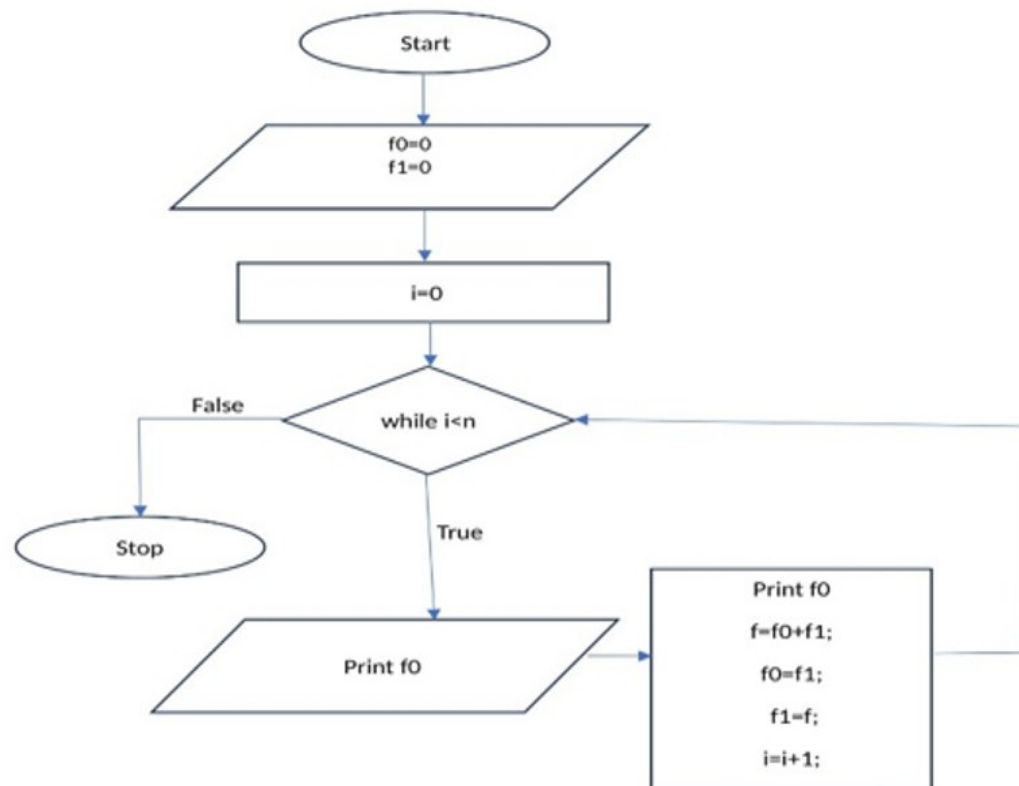 Start
f0=0
f1=0
i=0
while i<n
False
True
Stop
Print f0
Print f0
f=f0+f1;
f0=f1;
f1=f;
i=i+1;